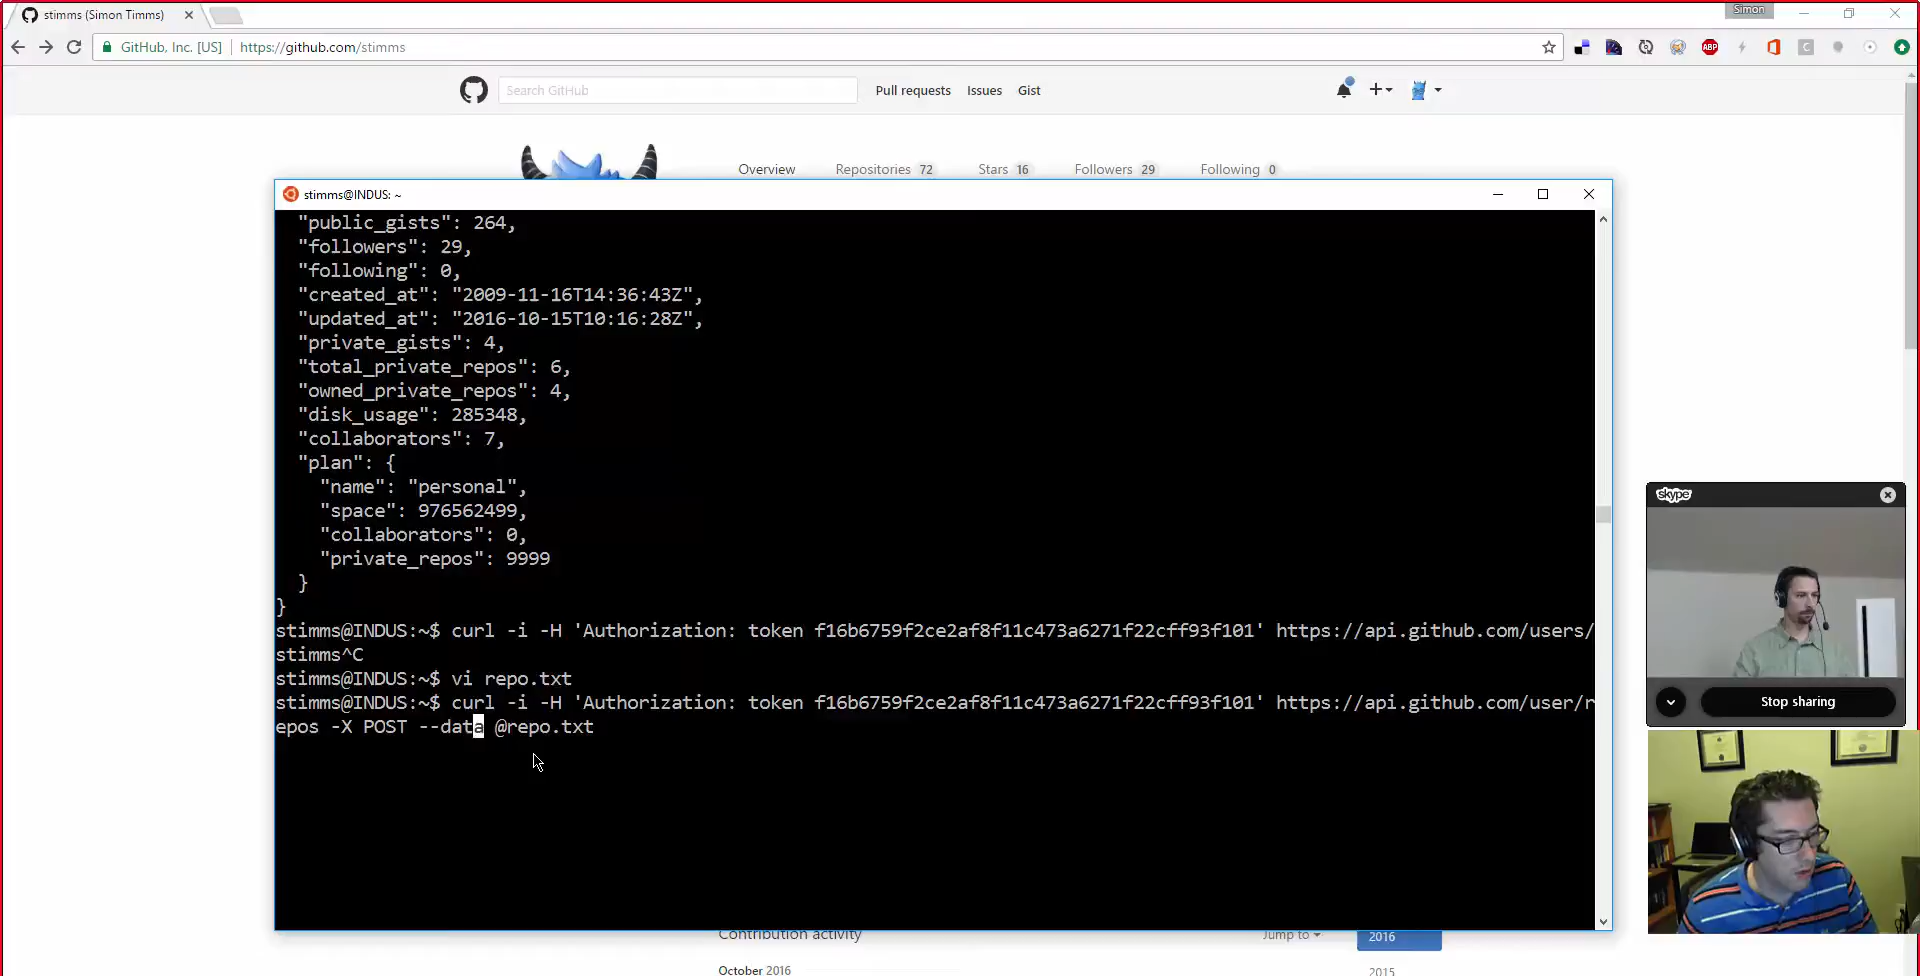 stimms (Simon Timms)
Simon
GitHub, Inc. [US]
https://github.com/stimms
ABP
C
Search GitHub
Pull requests Issues Gist
Overview Repositories 72 Stars 16 Followers 29 Following 0
stimms@INDUS: ~
"public_gists": 264,
"followers": 29,
"following": 0,
"created_at": "2009-11-16T14:36:43Z",
"updated_at": "2016-10-15T10:16:28Z",
"private_gists": 4,
"total_private_repos": 6,
"owned_private_repos": 4,
"disk_usage": 285348,
"collaborators": 7,
"plan": {
"name": "personal",
"space": 976562499,
"collaborators": 0,
"private_repos": 9999
}
}
stimms@INDUS:~$ curl -i -H 'Authorization: token f16b6759f2ce2af8f11c473a6271f22cff93f101' https://api.github.com/users/
stimms^C
stimms@INDUS:~$ vi repo.txt
stimms@INDUS:~$ curl -i -H 'Authorization: token f16b6759f2ce2af8f11c473a6271f22cff93f101' https://api.github.com/user/r
epos -X POST --data @repo.txt
skype
Stop sharing
Contribution activity
Jump to
2016
October 2016
2015